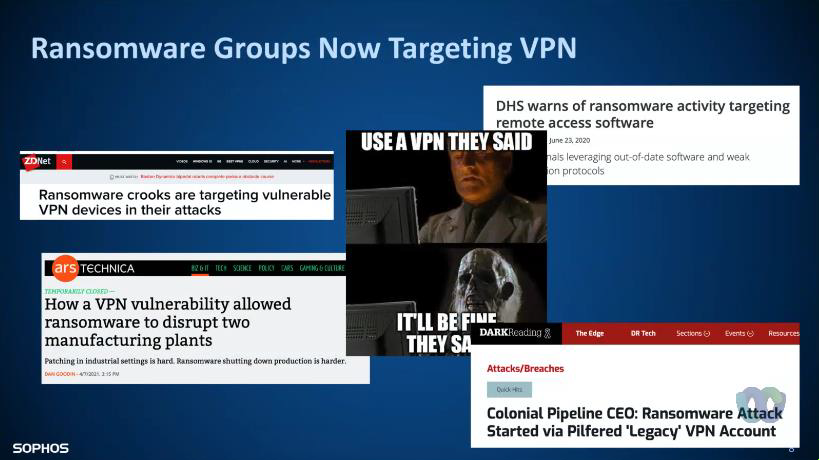 Ransomware Groups Now Targeting VPN
DHS warns of ransomware activity targeting
remote access software
June 23, 2020
nals leveraging out-of-date software and weak
ion protocols
USE A VPN THEY SAID
IT'LL BE FINE
THEY SA
ZDNet
VIDEOS WINDOWS 10 5G BEST VPNS CLOUD SECURITY AI MORE NEWSLETTERS
MUST WATCH Boston Dynamics' bipedal robots complete parkour obstacle course
Ransomware crooks are targeting vulnerable
VPN devices in their attacks
ars TECHNICA
BIZ & IT TECH SCIENCE POLICY CARS GAMING & CULTURE
TEMPORARILY CLOSED —
How a VPN vulnerability allowed
ransomware to disrupt two
manufacturing plants
Patching in industrial settings is hard. Ransomware shutting down production is harder.
DAN GOODIN - 4/7/2021, 3:15 PM
DARKReading
The Edge DR Tech Sections Events Resources
Attacks/Breaches
Quick Hits
Colonial Pipeline CEO: Ransomware Attack
Started via Pilfered 'Legacy' VPN Account
SOPHOS
8